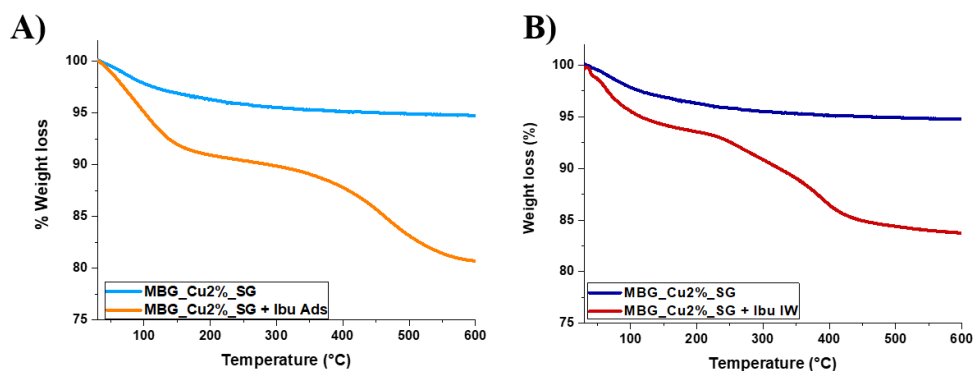 A)
% Weight loss
100
95
90
85
80
75
MBG_Cu2%_SG
MBG_Cu2%_SG + Ibu Ads
100 200 300 400 500 600
Temperature (°C)
B)
Weight loss (%)
100
95
90
85
80
75
MBG_Cu2%_SG
MBG_Cu2%_SG + Ibu IW
100 200 300 400 500 600
Temperature (°C)